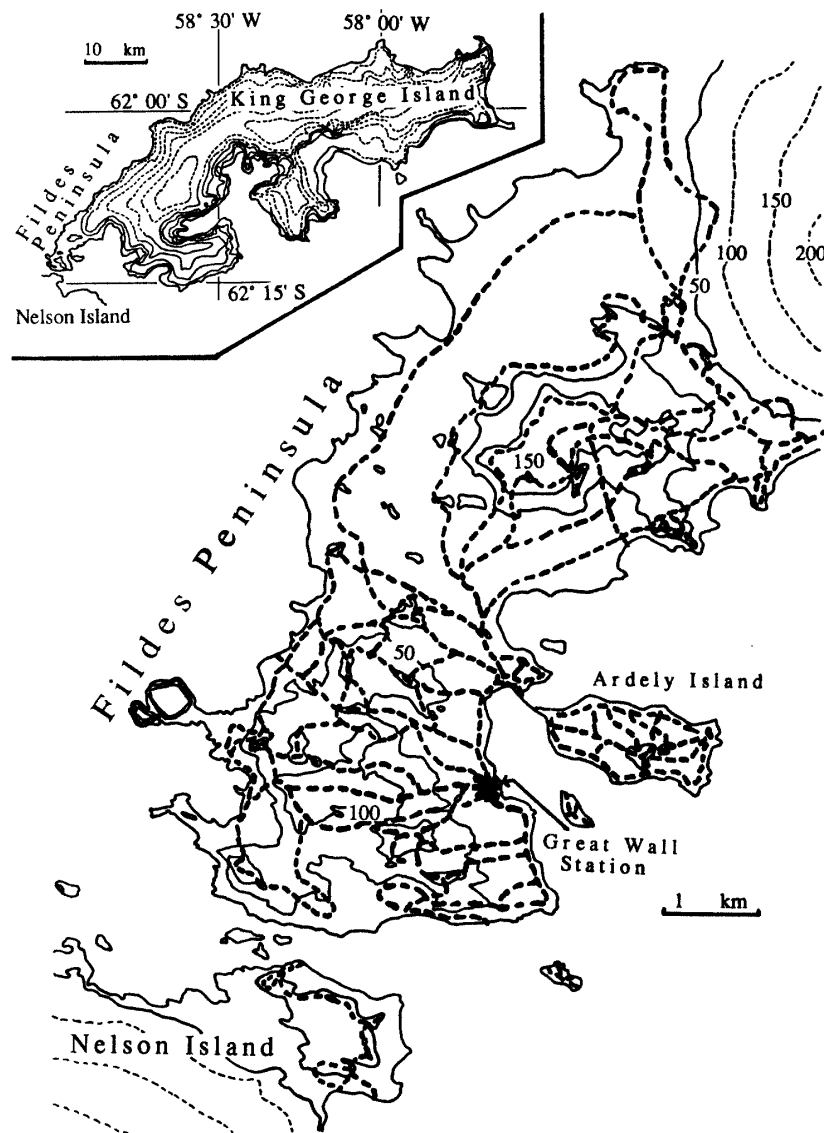 58° 30' W
58° 00' W
10 km
62° 00' S
King George Island
Fildes
Peninsula
62° 15' S
Nelson Island
150
100
200
50
Fildes Peninsula
150
50
Ardely Island
100
Great Wall
Station
1 km
Nelson Island